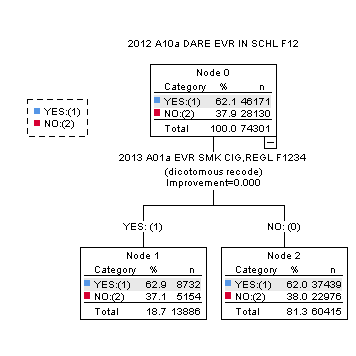 2012 A10a DARE EVR IN SCHL F12
Node 0
Category % n
YES:(1) 62.1 46171
NO:(2) 37.9 28130
Total 100.0 74301
YES:(1)
NO:(2)
2013 A01a EVR SMK CIG,REGL F1234
(dicotomous recode)
Improvement=0.000
YES: (1)
NO: (0)
Node 1
Category % n
YES:(1) 62.9 8732
NO:(2) 37.1 5154
Total 18.7 13886
Node 2
Category % n
YES:(1) 62.0 37439
NO:(2) 38.0 22976
Total 81.3 60415